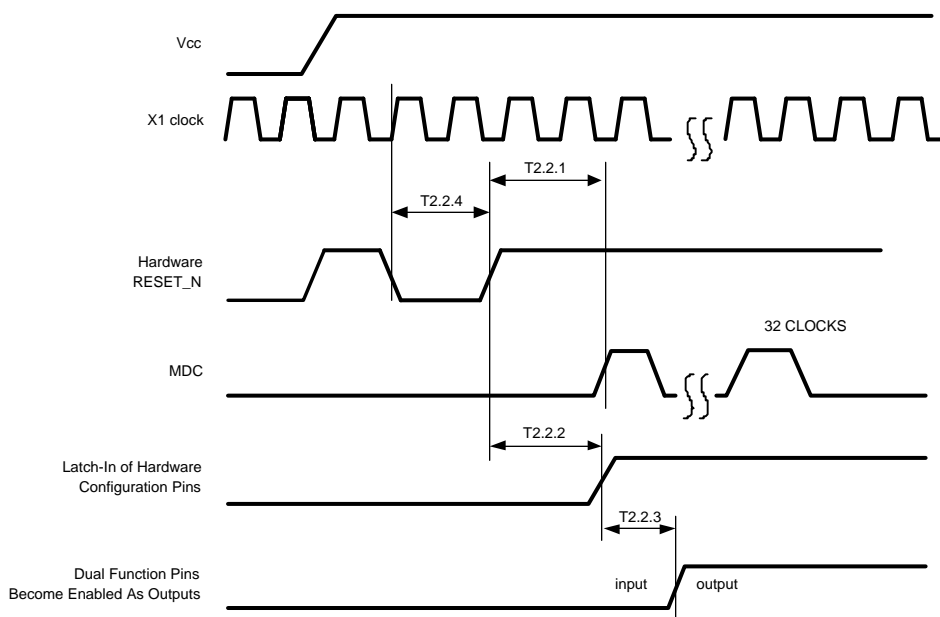 Vcc
X1 clock
T2.2.1
T2.2.4
Hardware
RESET_N
32 CLOCKS
MDC
T2.2.2
Latch-In of Hardware
Configuration Pins
T2.2.3
Dual Function Pins
Become Enabled As Outputs
input
output